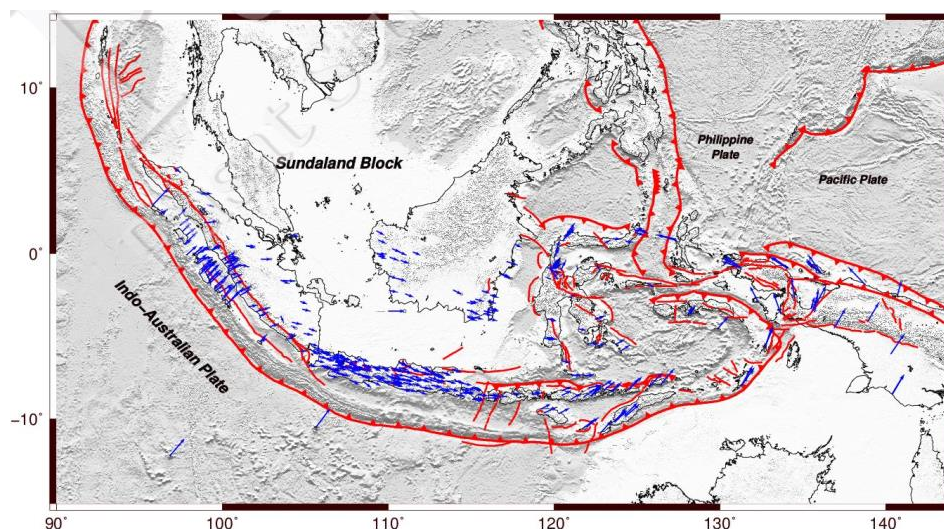 10°
0°
−10°
Sundaland Block
Philippine
Plate
Pacific Plate
Indo−Australian Plate
90°
100°
110°
120°
130°
140°